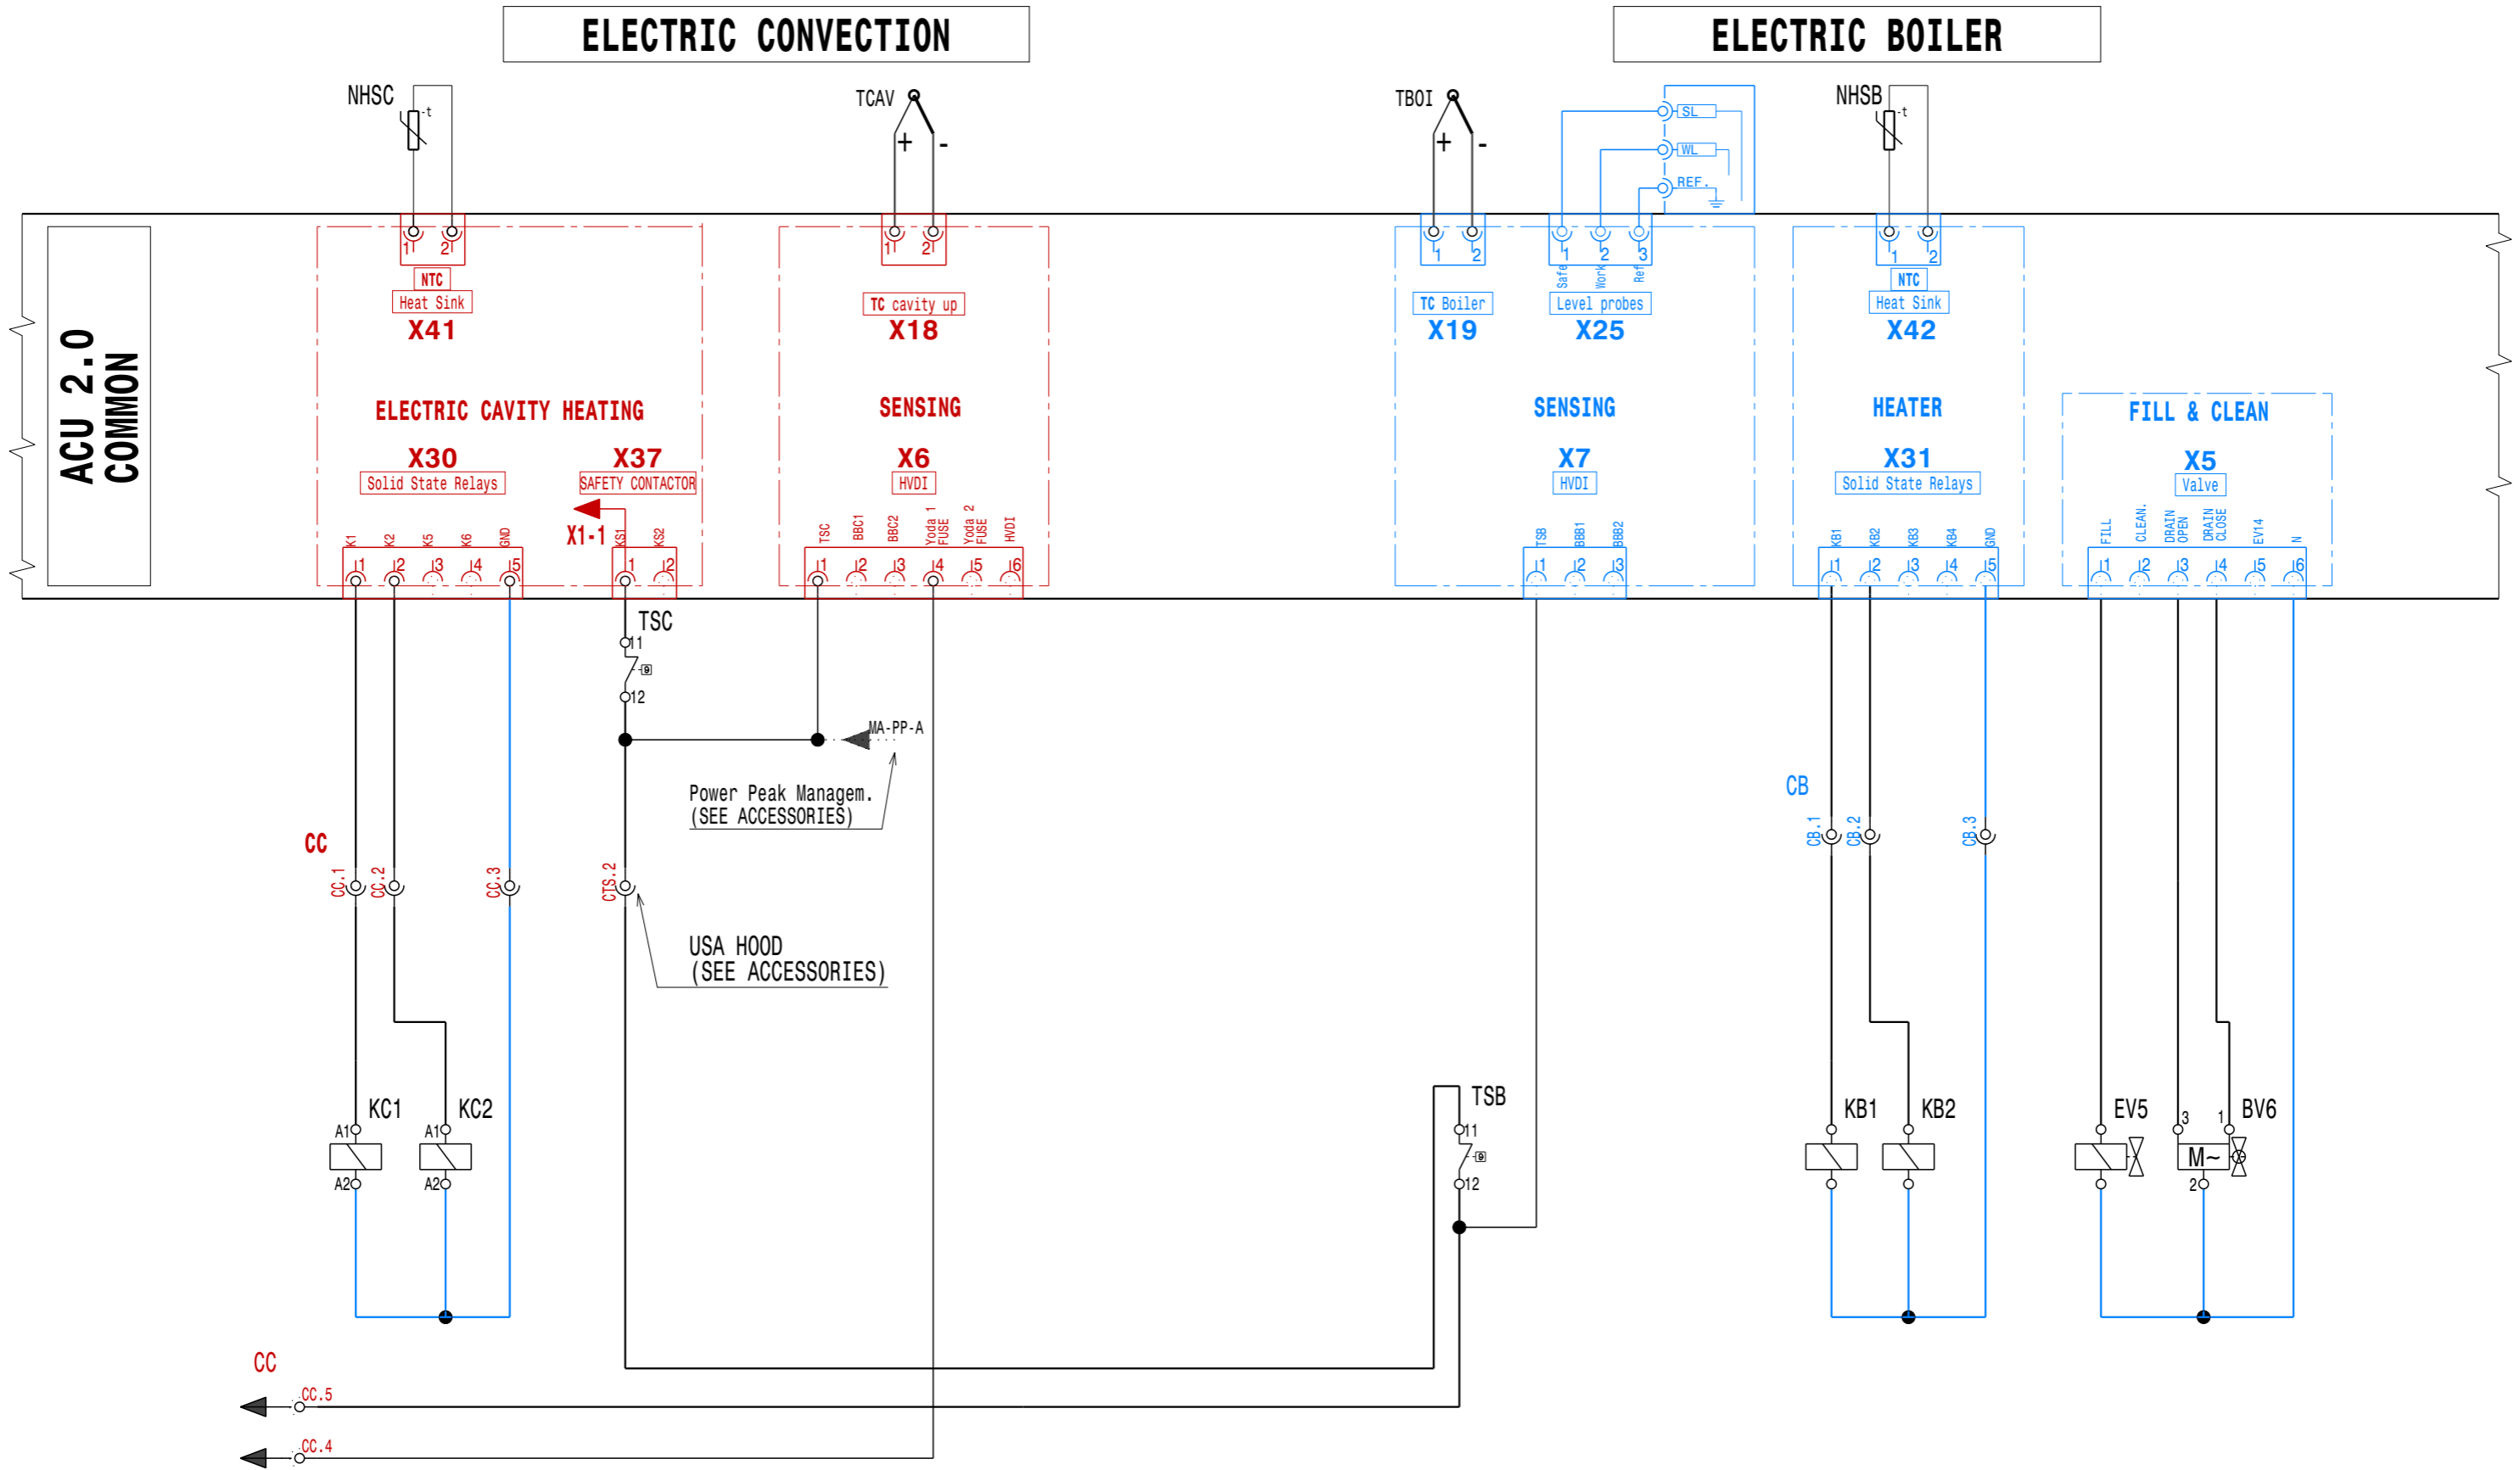 ELECTRIC CONVECTION
ELECTRIC BOILER
NHSC
-t
TCAV
+
-
TBOI
+
-
SL
WL
REF.
NHSB
-t
ACU 2.0
COMMON
1 2
NTC
Heat Sink
X41
ELECTRIC CAVITY HEATING
X30
Solid State Relays
X37
SAFETY CONTACTOR
X1-1
K1 K2 K5 K6 GND
1 2 3 4 5
KS1 KS2
1 2
1 2
TC cavity up
X18
SENSING
X6
HVDI
TSC BBC1 BBC2 Yoda 1 FUSE Yoda 2 FUSE HVDI
1 2 3 4 5 6
1 2
TC Boiler
X19
1 2 3
Safe Work Ref
Level probes
X25
SENSING
X7
HVDI
TSB BBB1 BBB2
1 2 3
1 2
NTC
Heat Sink
X42
HEATER
X31
Solid State Relays
KB1 KB2 KB3 KB4 GND
1 2 3 4 5
FILL & CLEAN
X5
Valve
FILL CLEAN. DRAIN OPEN DRAIN CLOSE EV14 N
1 2 3 4 5 6
TSC
11
12
MA-PP-A
Power Peak Managem.
(SEE ACCESSORIES)
CC
CC.1 CC.2 CC.3
CTS.2
USA HOOD
(SEE ACCESSORIES)
CB
CB.1 CB.2 CB.3
KC1
A1
A2
KC2
A1
A2
TSB
11
12
KB1
KB2
EV5
3
1
BV6
M~
2
CC
CC.5
CC.4